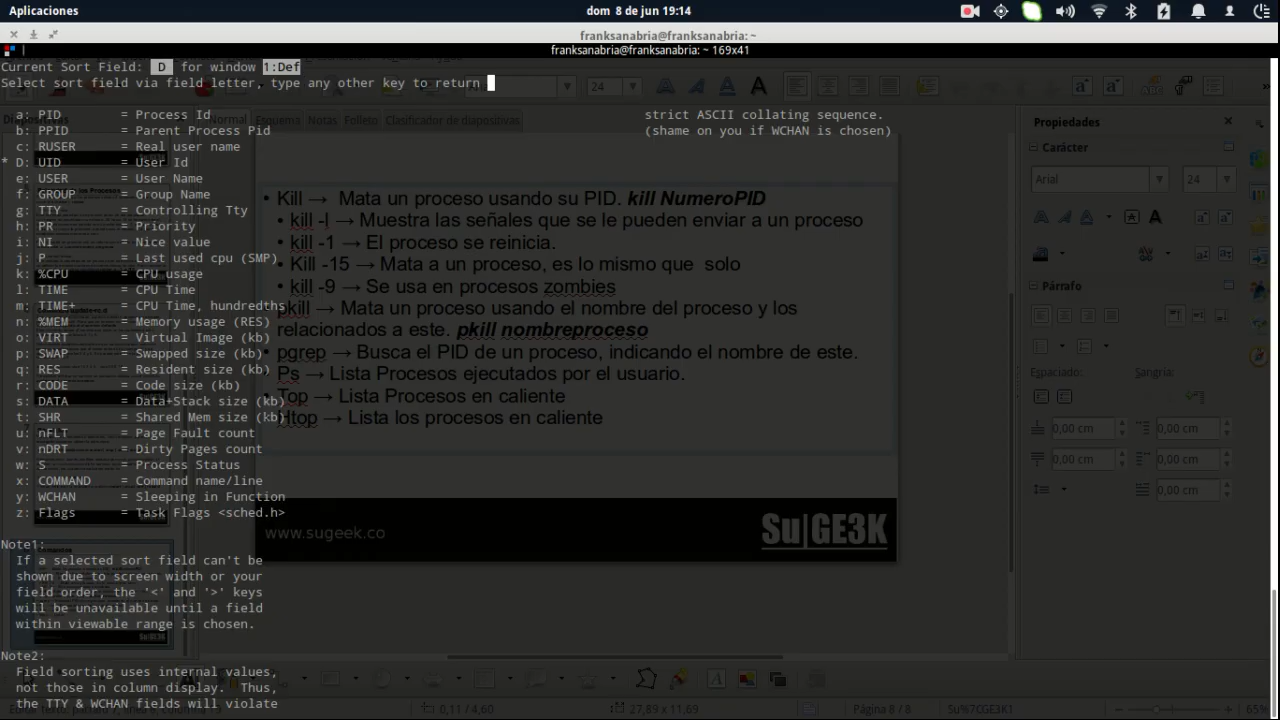 Aplicaciones
dom 8 de jun 19:14
franksanabria@franksanabria: ~
franksanabria@franksanabria: ~ 169x41
Current Sort Field: D for window 1:Def
Select sort field via field letter, type any other key to return
a: PID = Process Id
b: PPID = Parent Process Pid
c: RUSER = Real user name
* D: UID = User Id
e: USER = User Name
f: GROUP = Group Name
g: TTY = Controlling Tty
h: PR = Priority
i: NI = Nice value
j: P = Last used cpu (SMP)
k: %CPU = CPU usage
l: TIME = CPU Time
m: TIME+ = CPU Time, hundredths
n: %MEM = Memory usage (RES)
o: VIRT = Virtual Image (kb)
p: SWAP = Swapped size (kb)
q: RES = Resident size (kb)
r: CODE = Code size (kb)
s: DATA = Data+Stack size (kb)
t: SHR = Shared Mem size (kb)
u: nFLT = Page Fault count
v: nDRT = Dirty Pages count
w: S = Process Status
x: COMMAND = Command name/line
y: WCHAN = Sleeping in Function
z: Flags = Task Flags <sched.h>
Note1:
If a selected sort field can't be
shown due to screen width or your
field order, the '<' and '>' keys
will be unavailable until a field
within viewable range is chosen.
Note2:
Field sorting uses internal values,
not those in column display. Thus,
the TTY & WCHAN fields will violate
strict ASCII collating sequence.
(shame on you if WCHAN is chosen)
24
Normal Esquema Notas Folleto Clasificador de diapositivas
• Kill → Mata un proceso usando su PID. kill NumeroPID
• kill -l → Muestra las señales que se le pueden enviar a un proceso
• kill -1 → El proceso se reinicia.
• Kill -15 → Mata a un proceso, es lo mismo que solo
• kill -9 → Se usa en procesos zombies
pkill → Mata un proceso usando el nombre del proceso y los
relacionados a este. pkill nombreproceso
• pgrep → Busca el PID de un proceso, indicando el nombre de este.
Ps → Lista Procesos ejecutados por el usuario.
• Top → Lista Procesos en caliente
Htop → Lista los procesos en caliente
www.sugeek.co
Su|GE3K
Propiedades
Carácter
Arial 24
Párrafo
Espaciado: Sangría:
0,00 cm 0,00 cm
0,00 cm 0,00 cm
0,00 cm
0,11 / 4,60
27,89 x 11,69
Página 8 / 8
Su%7CGE3K1
65%